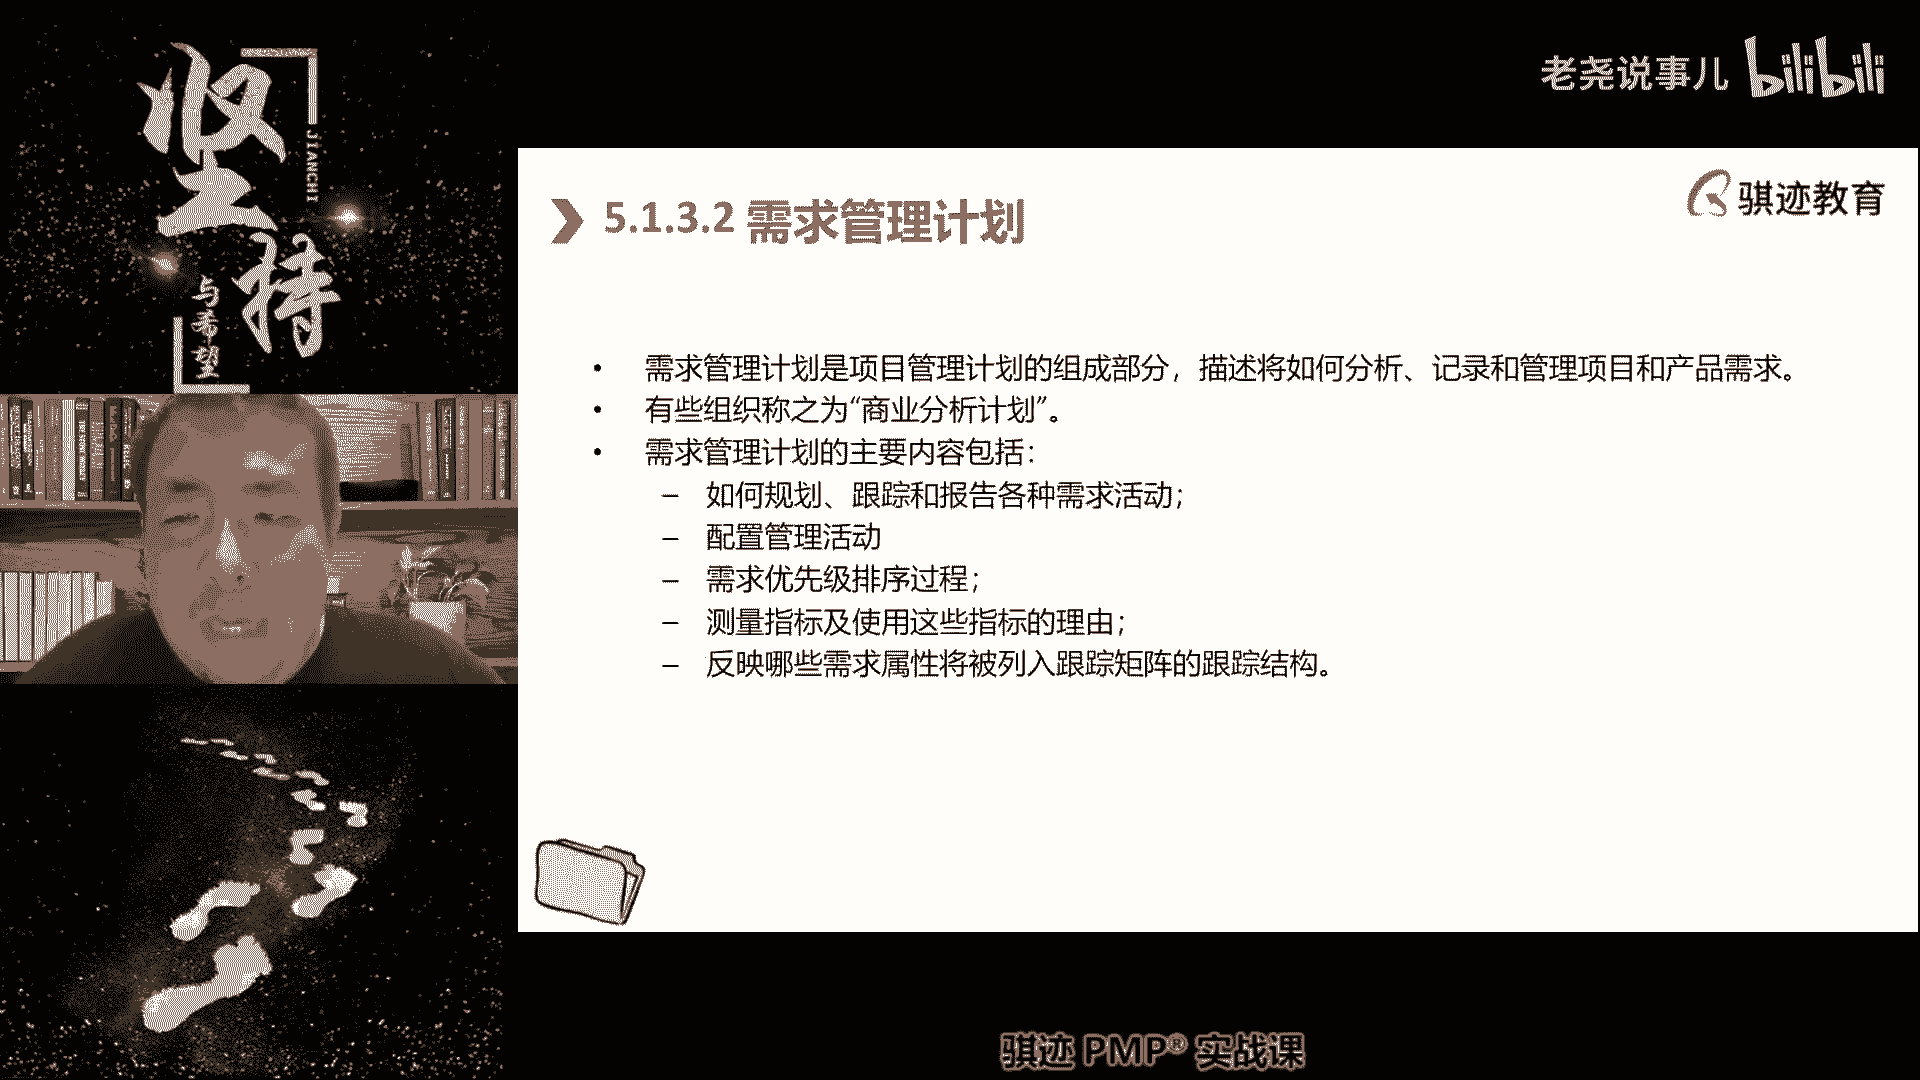 坚持
JIANCHI
与希望
老尧说事儿 bilibili
骐迹教育
5.1.3.2 需求管理计划
• 需求管理计划是项目管理计划的组成部分，描述将如何分析、记录和管理项目和产品需求。
• 有些组织称之为“商业分析计划”。
• 需求管理计划的主要内容包括：
– 如何规划、跟踪和报告各种需求活动；
– 配置管理活动
– 需求优先级排序过程；
– 测量指标及使用这些指标的理由；
– 反映哪些需求属性将被列入跟踪矩阵的跟踪结构。
骐迹 PMP® 实战课